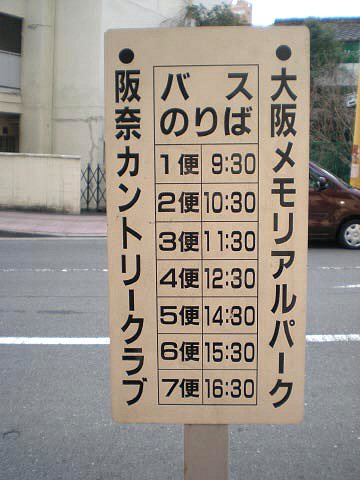 ●大阪メモリアルパーク
バス
のりば
1便 9:30
2便 10:30
3便 11:30
4便 12:30
5便 14:30
6便 15:30
7便 16:30
●阪奈カントリークラブ